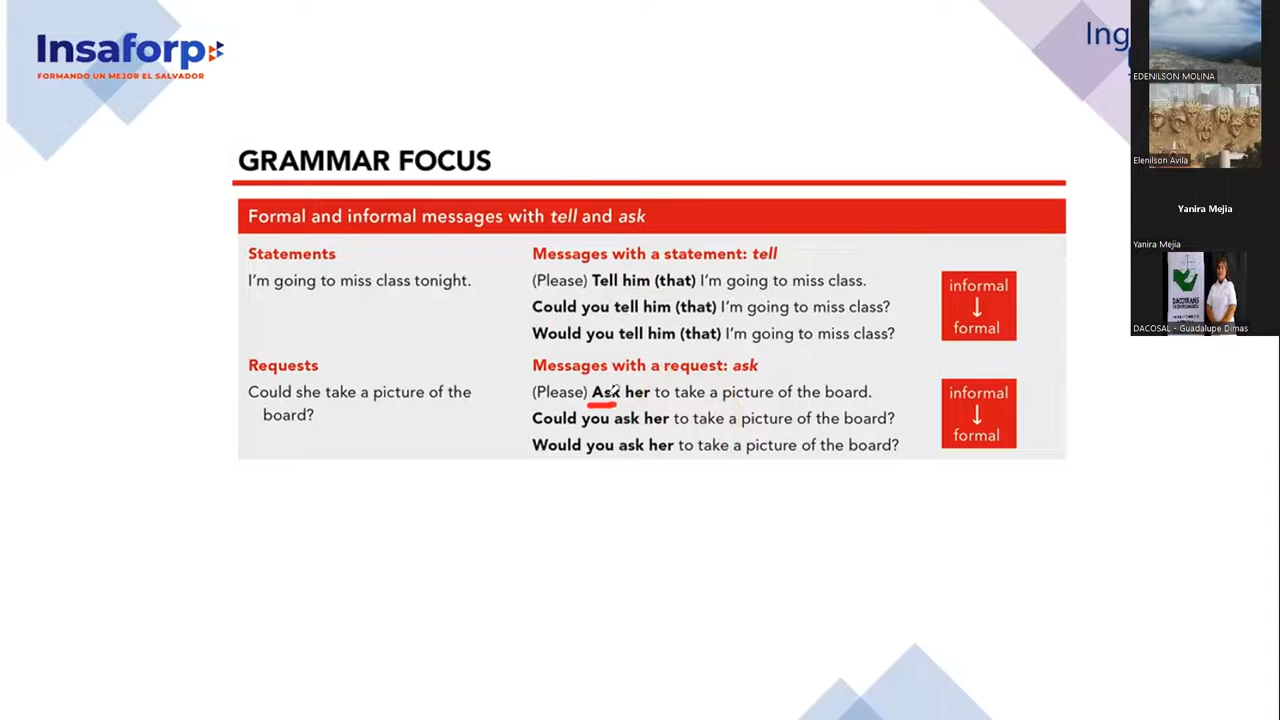 Insaforp
FORMANDO UN MEJOR EL SALVADOR
Ing
EDENILSON MOLINA
Elenilson Avila
Yanira Mejia
Yanira Mejia
DACOTRANS
DACOSAL - Guadalupe Dimas
GRAMMAR FOCUS
Formal and informal messages with tell and ask
Statements
I'm going to miss class tonight.
Messages with a statement: tell
(Please) Tell him (that) I'm going to miss class.
Could you tell him (that) I'm going to miss class?
Would you tell him (that) I'm going to miss class?
informal
↓
formal
Requests
Could she take a picture of the
board?
Messages with a request: ask
(Please) Ask her to take a picture of the board.
Could you ask her to take a picture of the board?
Would you ask her to take a picture of the board?
informal
↓
formal